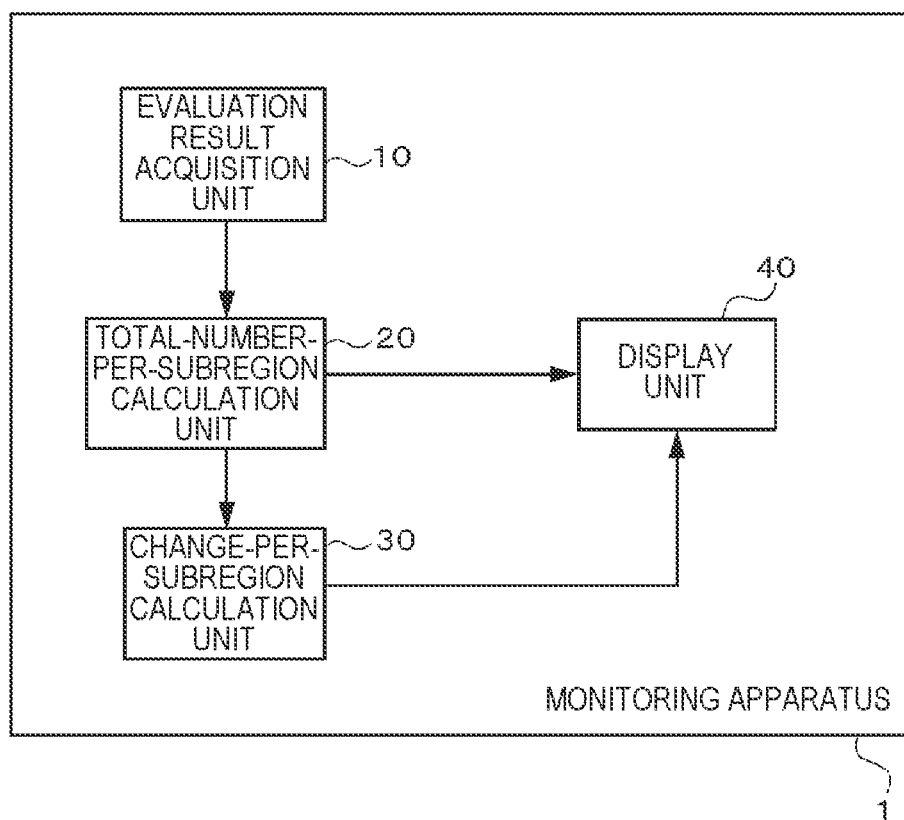 EVALUATION
RESULT
ACQUISITION
UNIT
10
TOTAL-NUMBER-
PER-SUBREGION
CALCULATION
UNIT
20
40
DISPLAY
UNIT
CHANGE-PER-
SUBREGION
CALCULATION
UNIT
30
MONITORING APPARATUS
1